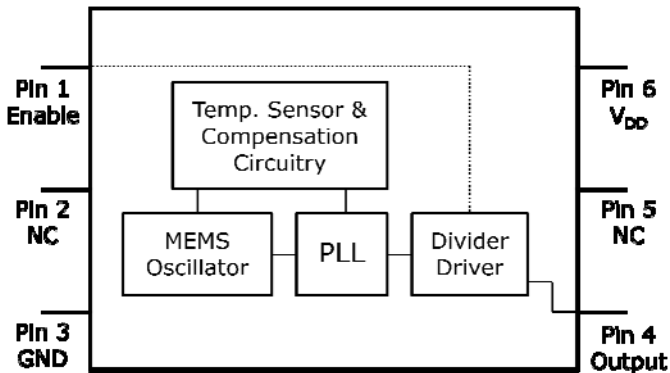 Pin 1
Enable
Pin 6
V_DD
Temp. Sensor &
Compensation
Circuitry
Pin 2
NC
Pin 5
NC
MEMS
Oscillator
PLL
Divider
Driver
Pin 3
GND
Pin 4
Output